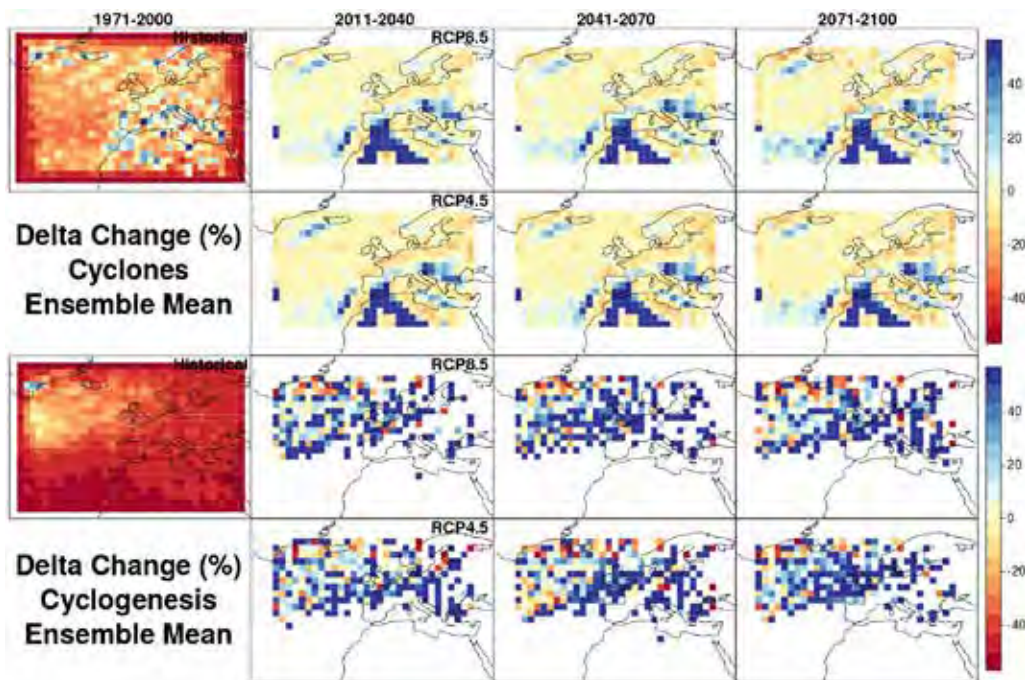 1971-2000 2011-2040 2041-2070 2071-2100
Historical RCP8.5
40
20
0
-20
-40
RCP4.5
Delta Change (%)
Cyclones
Ensemble Mean
Historical RCP8.5
40
20
0
-20
-40
RCP4.5
Delta Change (%)
Cyclogenesis
Ensemble Mean